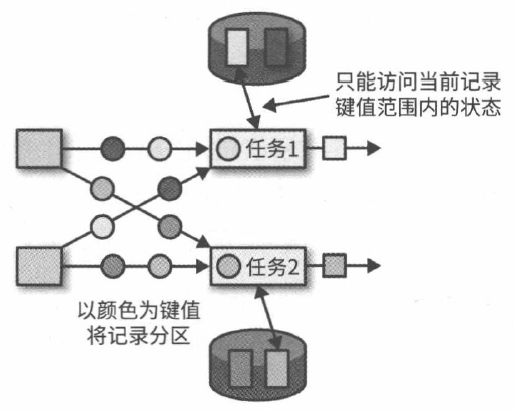 只能访问当前记录
键值范围内的状态
任务1
任务2
以颜色为键值
将记录分区